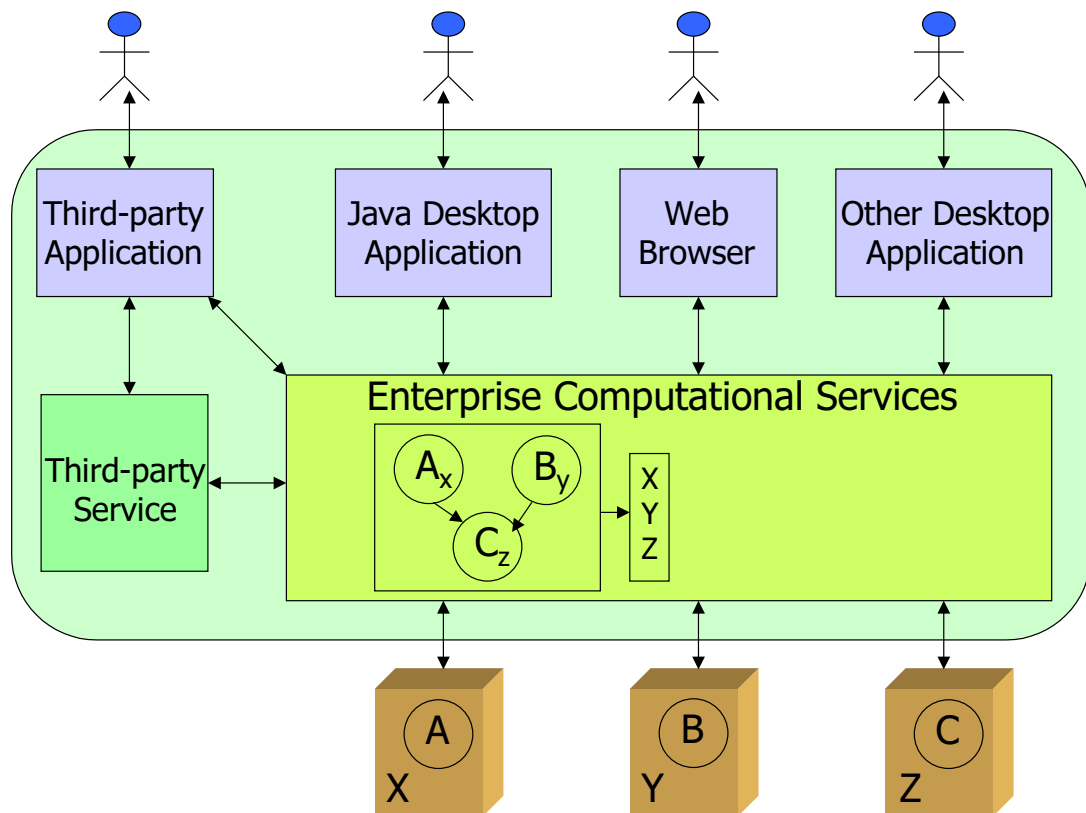 Third-party
Application
Java Desktop
Application
Web
Browser
Other Desktop
Application
Enterprise Computational Services
Third-party
Service
Ax
By
Cz
X
Y
Z
A
X
B
Y
C
Z